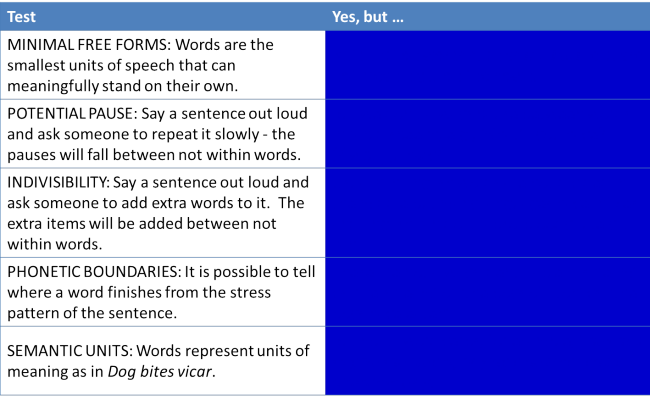 Test
Yes, but ...
MINIMAL FREE FORMS: Words are the
smallest units of speech that can
meaningfully stand on their own.
POTENTIAL PAUSE: Say a sentence out loud
and ask someone to repeat it slowly - the
pauses will fall between not within words.
INDIVISIBILITY: Say a sentence out loud and
ask someone to add extra words to it.  The
extra items will be added between not
within words.
PHONETIC BOUNDARIES: It is possible to tell
where a word finishes from the stress
pattern of the sentence.
SEMANTIC UNITS: Words represent units of
meaning as in Dog bites vicar.